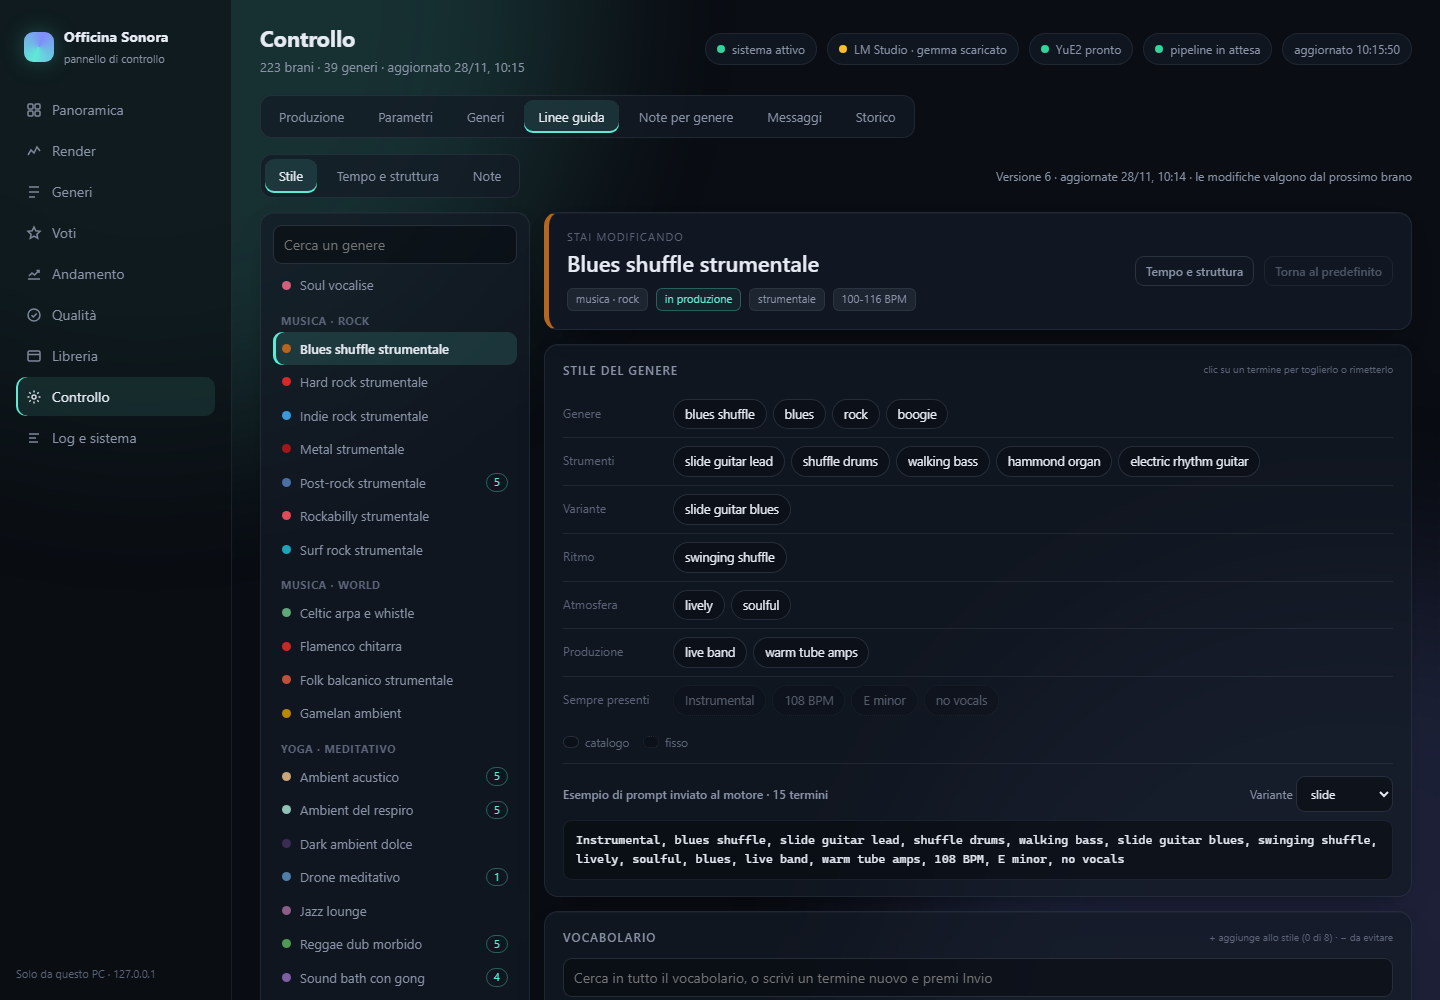 Officina Sonora
pannello di controllo
Panoramica
Render
Generi
Voti
Andamento
Qualità
Libreria
Controllo
Log e sistema
Solo da questo PC · 127.0.0.1
Controllo
223 brani · 39 generi · aggiornato 28/11, 10:15
sistema attivo
LM Studio · gemma scaricato
YuE2 pronto
pipeline in attesa
aggiornato 10:15:50
Produzione
Parametri
Generi
Linee guida
Note per genere
Messaggi
Storico
Stile
Tempo e struttura
Note
Versione 6 · aggiornate 28/11, 10:14 · le modifiche valgono dal prossimo brano
Cerca un genere
Soul vocalise
MUSICA · ROCK
Blues shuffle strumentale
Hard rock strumentale
Indie rock strumentale
Metal strumentale
Post-rock strumentale 5
Rockabilly strumentale
Surf rock strumentale
MUSICA · WORLD
Celtic arpa e whistle
Flamenco chitarra
Folk balcanico strumentale
Gamelan ambient
YOGA · MEDITATIVO
Ambient acustico 5
Ambient del respiro 5
Dark ambient dolce
Drone meditativo 1
Jazz lounge
Reggae dub morbido 5
Sound bath con gong 4
STAI MODIFICANDO
Blues shuffle strumentale
musica · rock
in produzione
strumentale
100-116 BPM
Tempo e struttura
Torna al predefinito
STILE DEL GENERE
clic su un termine per toglierlo o rimetterlo
Genere blues shuffle blues rock boogie
Strumenti slide guitar lead shuffle drums walking bass hammond organ electric rhythm guitar
Variante slide guitar blues
Ritmo swinging shuffle
Atmosfera lively soulful
Produzione live band warm tube amps
Sempre presenti Instrumental 108 BPM E minor no vocals
catalogo fisso
Esempio di prompt inviato al motore · 15 termini
Variante slide
Instrumental, blues shuffle, slide guitar lead, shuffle drums, walking bass, slide guitar blues, swinging shuffle,
lively, soulful, blues, live band, warm tube amps, 108 BPM, E minor, no vocals
VOCABOLARIO
+ aggiunge allo stile (0 di 8) · − da evitare
Cerca in tutto il vocabolario, o scrivi un termine nuovo e premi Invio